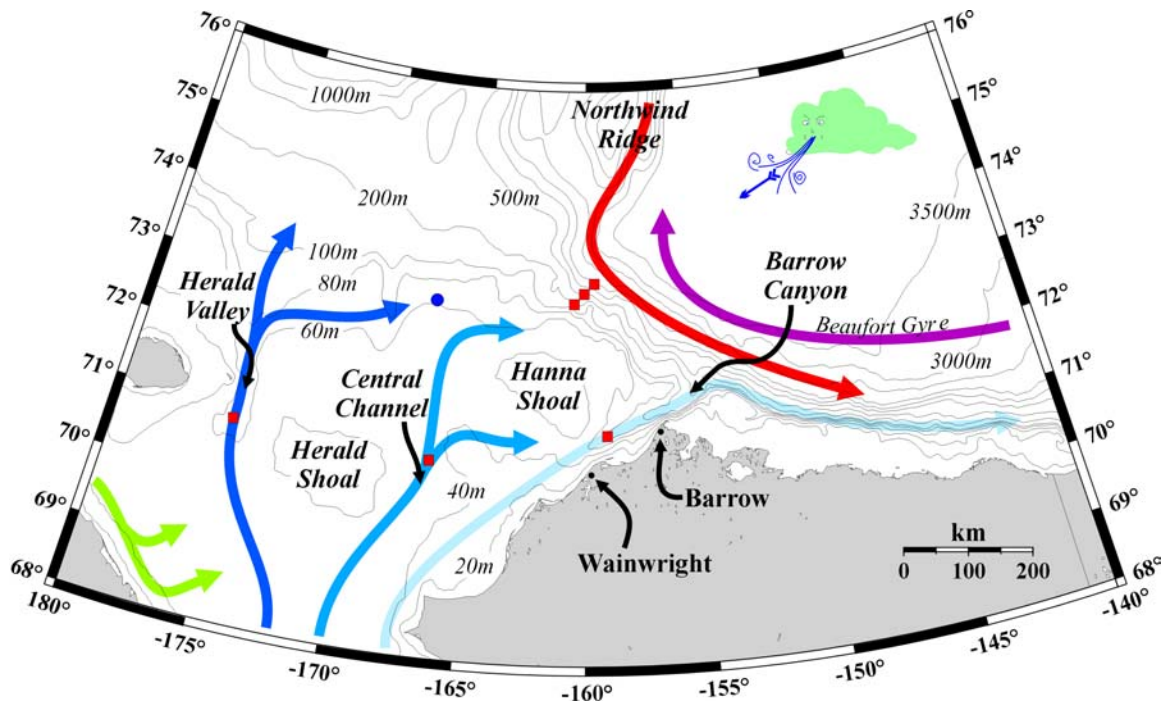 76°
76°
75°
75°
1000m
Northwind
Ridge
74°
74°
200m
500m
3500m
73°
73°
100m
Herald
Valley
80m
Barrow
Canyon
72°
72°
60m
Beaufort Gyre
3000m
71°
71°
Central
Channel
Hanna
Shoal
70°
70°
Herald
Shoal
40m
Barrow
69°
69°
km
Wainwright
20m
0 100 200
68°
68°
180°
-140°
-175°
-145°
-170°
-150°
-165°
-155°
-160°